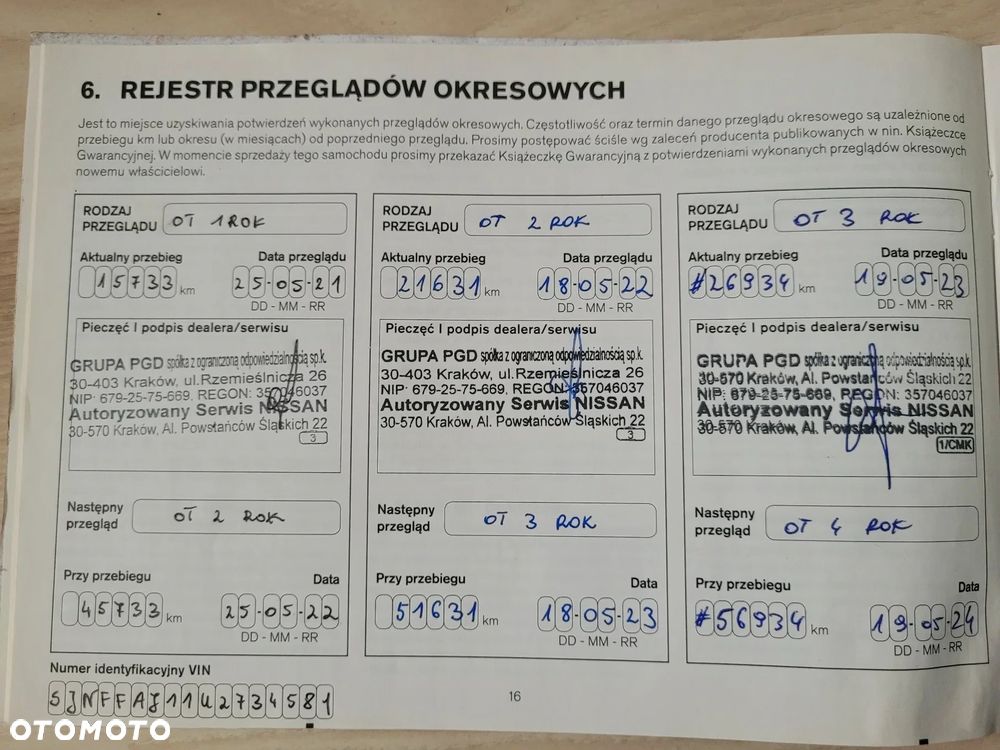 6. REJESTR PRZEGLĄDÓW OKRESOWYCH
Jest to miejsce uzyskiwania potwierdzeń wykonanych przeglądów okresowych. Częstotliwość oraz termin danego przeglądu okresowego są uzależnione od
przebiegu km lub okresu (w miesiącach) od poprzedniego przeglądu. Prosimy postępować ściśle wg zaleceń producenta publikowanych w nin. Książeczce
Gwarancyjnej. W momencie sprzedaży tego samochodu prosimy przekazać Książeczkę Gwarancyjną z potwierdzeniami wykonanych przeglądów okresowych
nowemu właścicielowi.
RODZAJ
PRZEGLĄDU OT 1 ROK
Aktualny przebieg Data przeglądu
15733 km 25-05-21
DD - MM - RR
Pieczęć I podpis dealera/serwisu
GRUPA PGD spółka z ograniczoną odpowiedzialnością sp.k.
30-403 Kraków, ul.Rzemieślnicza 26
NIP: 679-25-75-669, REGON: 357046037
Autoryzowany Serwis NISSAN
30-570 Kraków, Al. Powstańców Śląskich 22
3
Następny
przegląd OT 2 ROK
Przy przebiegu Data
45733 km 25-05-22
DD - MM - RR
RODZAJ
PRZEGLĄDU OT 2 ROK
Aktualny przebieg Data przeglądu
21631 km 18-05-22
DD - MM - RR
Pieczęć I podpis dealera/serwisu
GRUPA PGD spółka z ograniczoną odpowiedzialnością sp.k.
30-403 Kraków, ul.Rzemieślnicza 26
NIP: 679-25-75-669, REGON: 357046037
Autoryzowany Serwis NISSAN
30-570 Kraków, Al. Powstańców Śląskich 22
3
Następny
przegląd OT 3 ROK
Przy przebiegu Data
51631 km 18-05-23
DD - MM - RR
RODZAJ
PRZEGLĄDU OT 3 ROK
Aktualny przebieg Data przeglądu
#26934 km 19-05-23
DD - MM - RR
Pieczęć I podpis dealera/serwisu
GRUPA PGD spółka z ograniczoną odpowiedzialnością sp.k.
30-570 Kraków, Al. Powstańców Śląskich 22
NIP: 679-25-75-669, REGON: 357046037
Autoryzowany Serwis NISSAN
30-570 Kraków, Al. Powstańców Śląskich 22
1/CMK
Następny
przegląd OT 4 ROK
Przy przebiegu Data
#56934 km 19-05-24
DD - MM - RR
Numer identyfikacyjny VIN
SJNFFAJ11U2734581
16
OTOMOTO